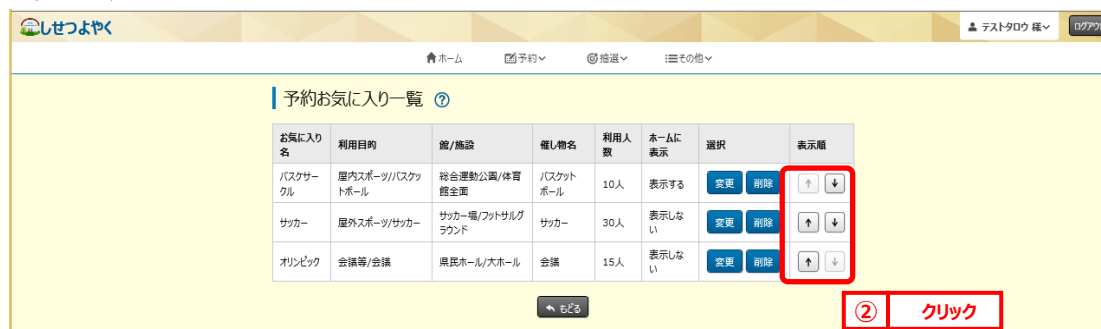 しせつよやく
テストタロウ 様
ログアウ
ホーム 予約 抽選 その他
予約お気に入り一覧 ?
お気に入り名 利用目的 館/施設 催し物名 利用人数 ホームに表示 選択 表示順
バスケサークル 屋内スポーツ/バスケットボール 総合運動公園/体育館全面 バスケットボール 10人 表示する 変更 削除 ↑ ↓
サッカー 屋外スポーツ/サッカー サッカー場/フットサルグラウンド サッカー 30人 表示しない 変更 削除 ↑ ↓
オリンピック 会議等/会議 県民ホール/大ホール 会議 15人 表示しない 変更 削除 ↑ ↓
もどる
② クリック